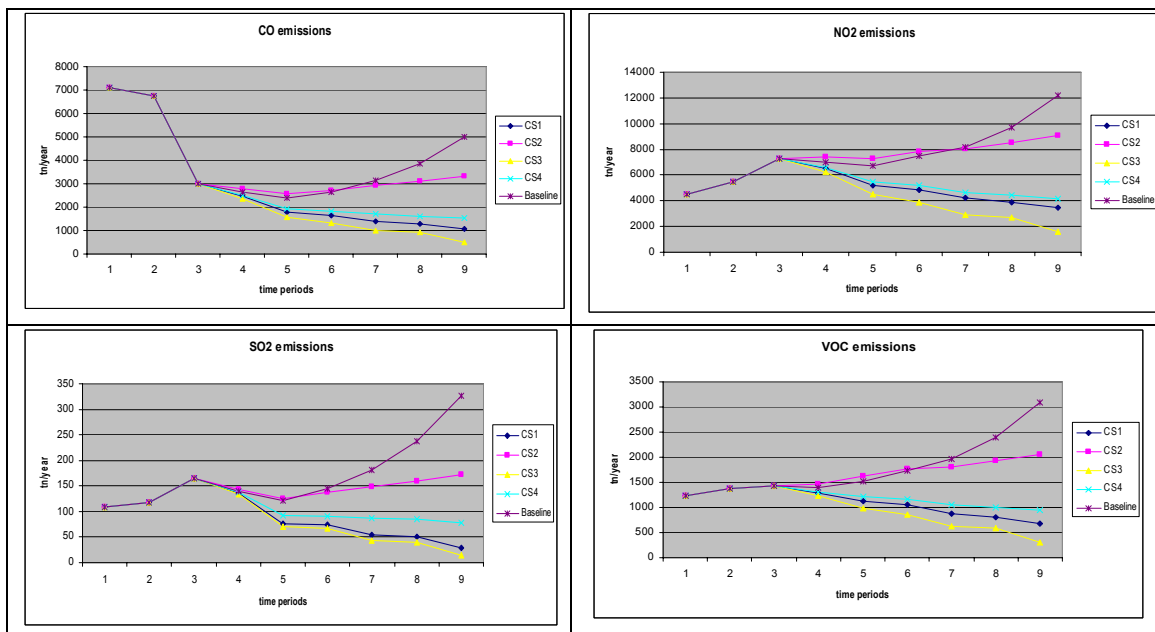 CO emissions
8000
7000
6000
5000
4000
3000
2000
1000
0
tn/year
1 2 3 4 5 6 7 8 9
time periods
CS1
CS2
CS3
CS4
Baseline
NO2 emissions
14000
12000
10000
8000
6000
4000
2000
0
tn/year
1 2 3 4 5 6 7 8 9
time periods
CS1
CS2
CS3
CS4
Baseline
SO2 emissions
350
300
250
200
150
100
50
0
tn/year
1 2 3 4 5 6 7 8 9
time periods
CS1
CS2
CS3
CS4
Baseline
VOC emissions
3500
3000
2500
2000
1500
1000
500
0
tn/year
1 2 3 4 5 6 7 8 9
time periods
CS1
CS2
CS3
CS4
Baseline